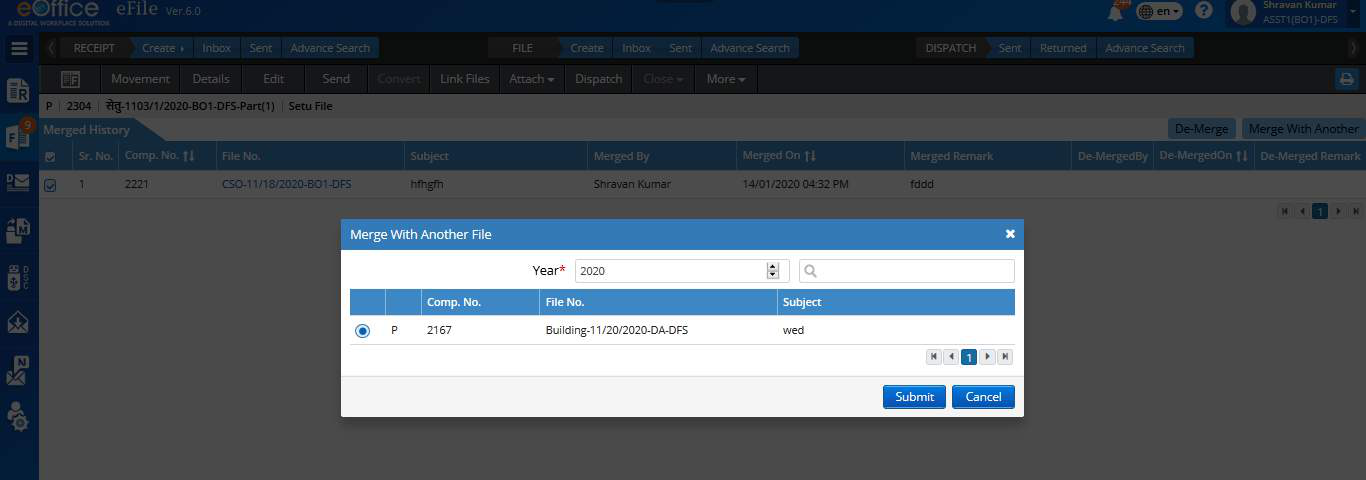 eOffice eFile Ver.6.0
A DIGITAL WORKPLACE SOLUTION
244 en ? Shravan Kumar
ASST1(BO1)-DFS
RECEIPT Create Inbox Sent Advance Search FILE Create Inbox Sent Advance Search DISPATCH Sent Returned Advance Search
Movement Details Edit Send Convert Link Files Attach Dispatch Close More
P 2304 सेतु-1103/1/2020-BO1-DFS-Part(1) Setu File
9
Merged History De-Merge Merge With Another
Sr. No. Comp. No. File No. Subject Merged By Merged On Merged Remark De-MergedBy De-MergedOn De-Merged Remark
1 2221 CSO-11/18/2020-BO1-DFS hfhgfh Shravan Kumar 14/01/2020 04:32 PM fddd
1
Merge With Another File
Year* 2020
Comp. No. File No. Subject
P 2167 Building-11/20/2020-DA-DFS wed
1
Submit Cancel
R
F
D
M
DSC
N